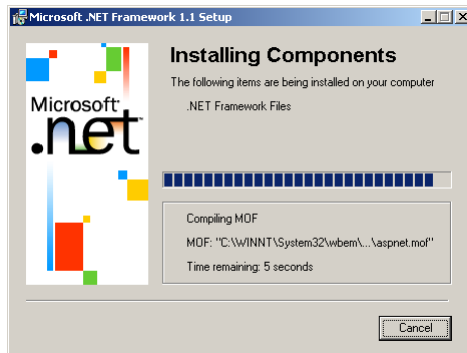 Microsoft .NET Framework 1.1 Setup
Installing Components
The following items are being installed on your computer
.NET Framework Files
Microsoft
.net
Compiling MOF
MOF: "C:\WINNT\System32\wbem\...\aspnet.mof"
Time remaining: 5 seconds
Cancel